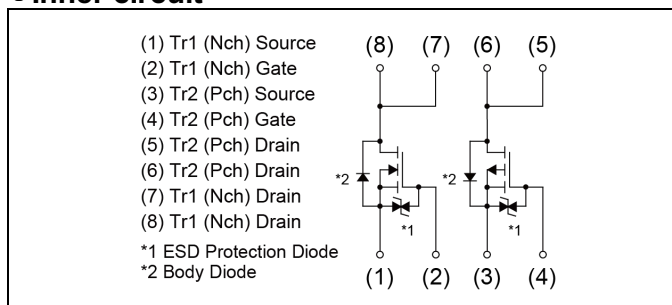 (1) Tr1 (Nch) Source
(2) Tr1 (Nch) Gate
(3) Tr2 (Pch) Source
(4) Tr2 (Pch) Gate
(5) Tr2 (Pch) Drain
(6) Tr2 (Pch) Drain
(7) Tr1 (Nch) Drain
(8) Tr1 (Nch) Drain
*1 ESD Protection Diode
*2 Body Diode
(8) (7) (6) (5)
*2 *2
*1 *1
(1) (2) (3) (4)